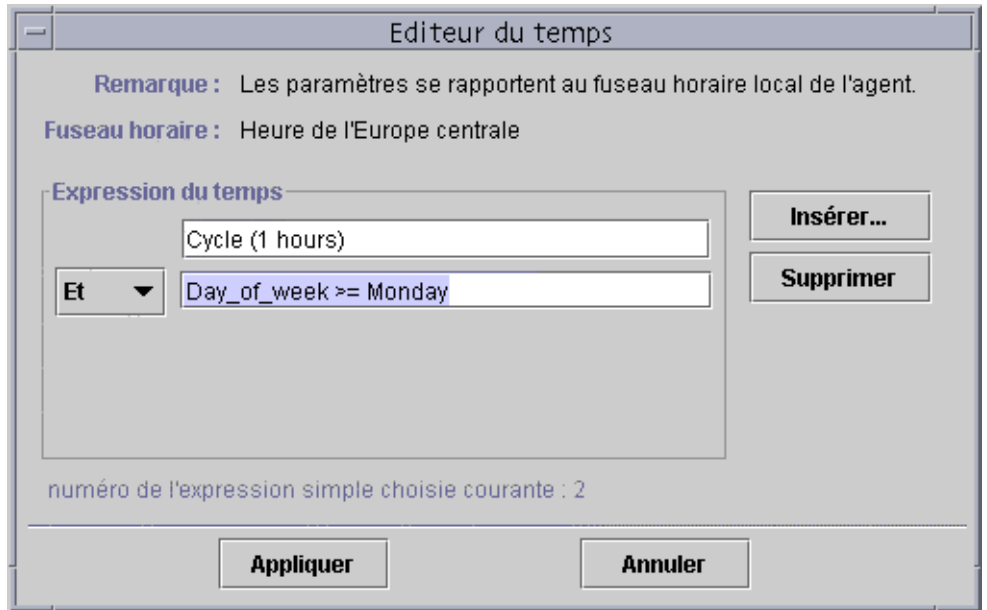 Editeur du temps
Remarque : Les paramètres se rapportent au fuseau horaire local de l'agent.
Fuseau horaire : Heure de l'Europe centrale
Expression du temps
Insérer...
Cycle (1 hours)
Supprimer
Et Day_of_week >= Monday
numéro de l'expression simple choisie courante : 2
Appliquer Annuler